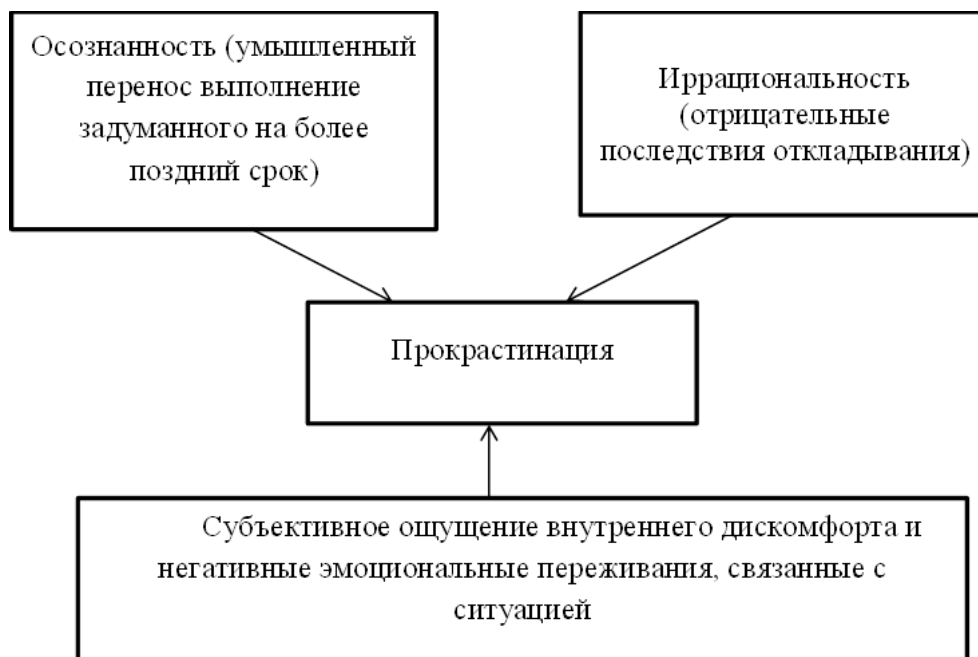 Осознанность (умышленный
перенос выполнение
задуманного на более
поздний срок)
Иррациональность
(отрицательные
последствия откладывания)
Прокрастинация
Субъективное ощущение внутреннего дискомфорта и
негативные эмоциональные переживания, связанные с
ситуацией